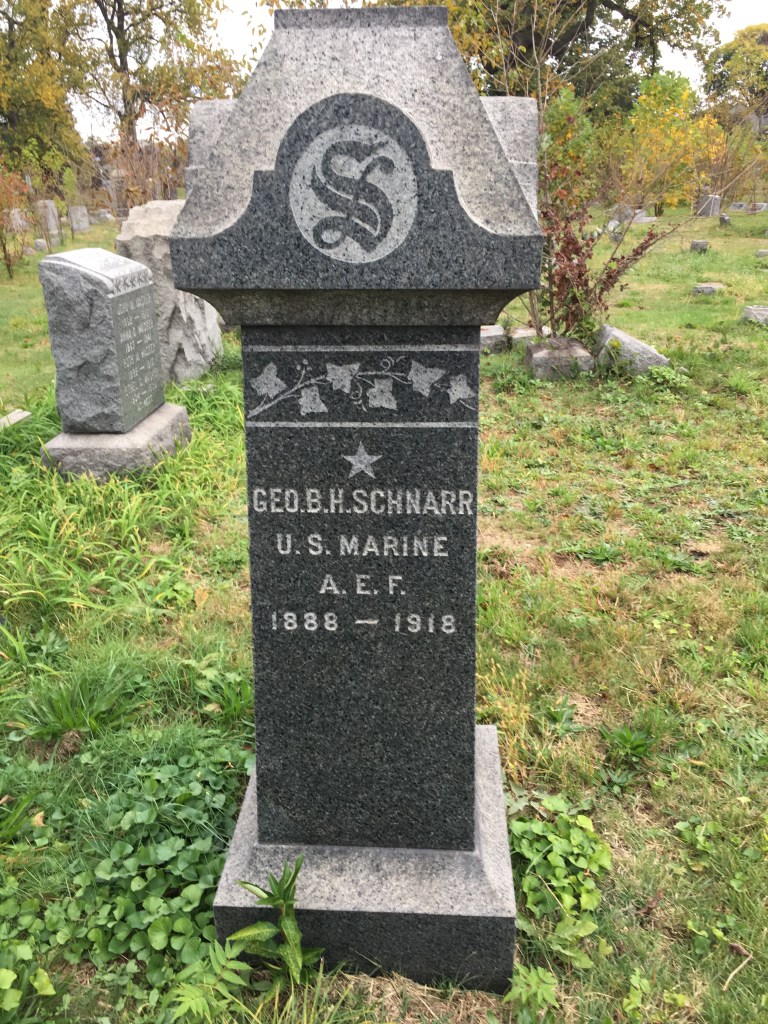 S
GEO.B.H.SCHNARR
U.S. MARINE
A. E. F.
1888 — 1918